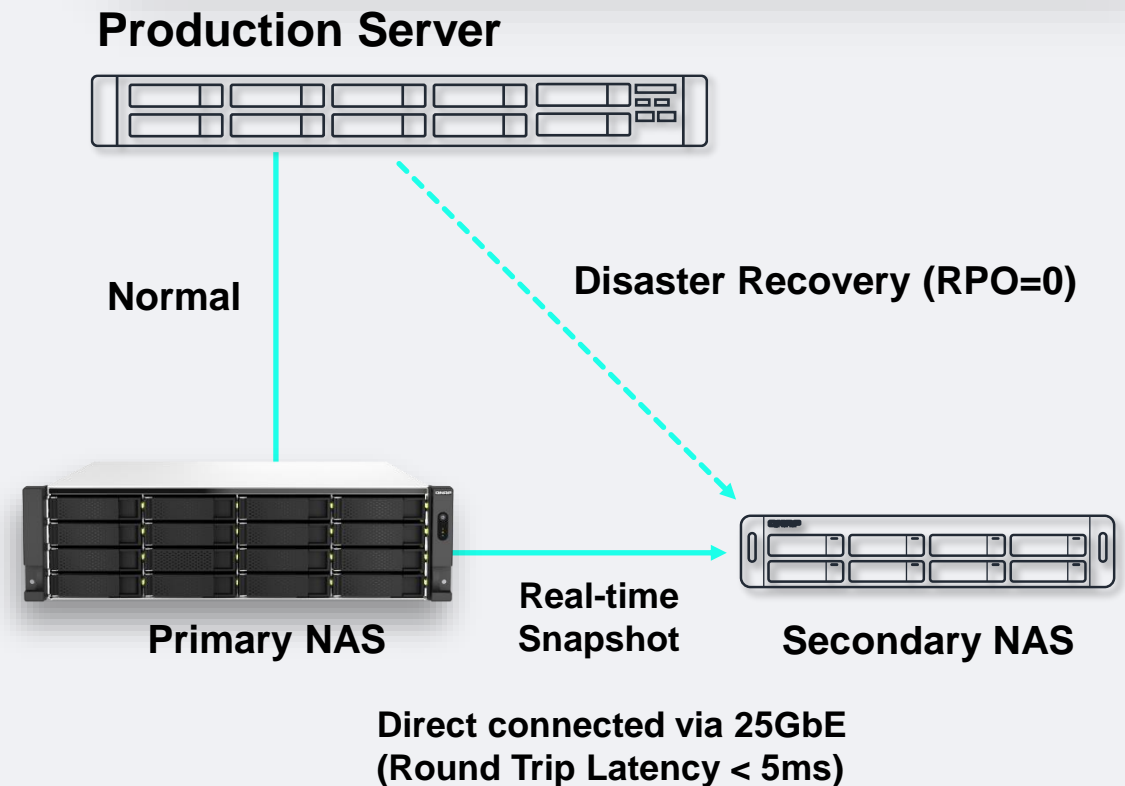 Production Server
Normal
Disaster Recovery (RPO=0)
QNAP
Real-time
Snapshot
Primary NAS
Secondary NAS
Direct connected via 25GbE
(Round Trip Latency < 5ms)